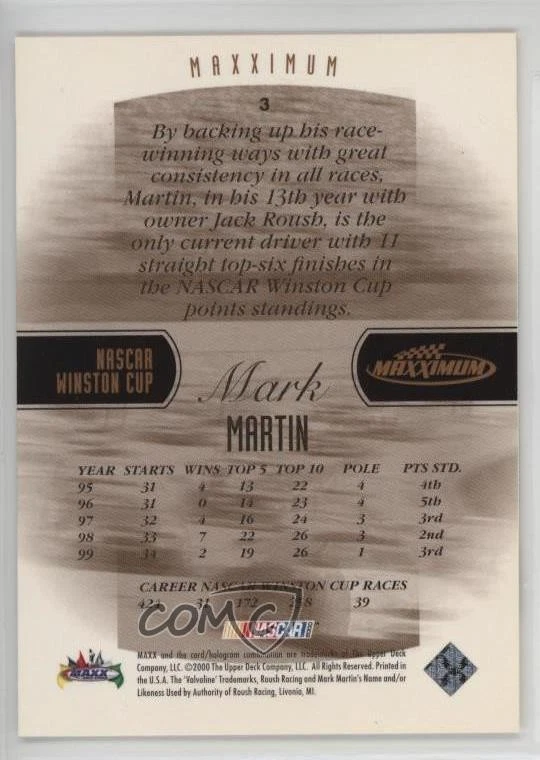 MAXXIMUM
3
By backing up his race-
winning ways with great
consistency in all races,
Martin, in his 13th year with
owner Jack Roush, is the
only current driver with 11
straight top-six finishes in
the NASCAR Winston Cup
points standings.
NASCAR
WINSTON CUP
MAXXIMUM
Mark
MARTIN
YEAR STARTS WINS TOP 5 TOP 10 POLE PTS STD.
95 31 4 13 22 4 4th
96 31 0 14 23 4 5th
97 32 4 16 24 3 3rd
98 33 7 22 26 3 2nd
99 34 2 19 26 1 3rd
CAREER NASCAR WINSTON CUP RACES
424 31 172 39
COMC
NASCAR
MAXX
MAXX and the card/hologram combination are trademarks of The Upper Deck
Company, LLC. ©2000 The Upper Deck Company, LLC. All Rights Reserved. Printed in
the U.S.A. The 'Valvoline' Trademarks, Roush Racing and Mark Martin's Name and/or
Likeness Used by Authority of Roush Racing, Livonia, MI.